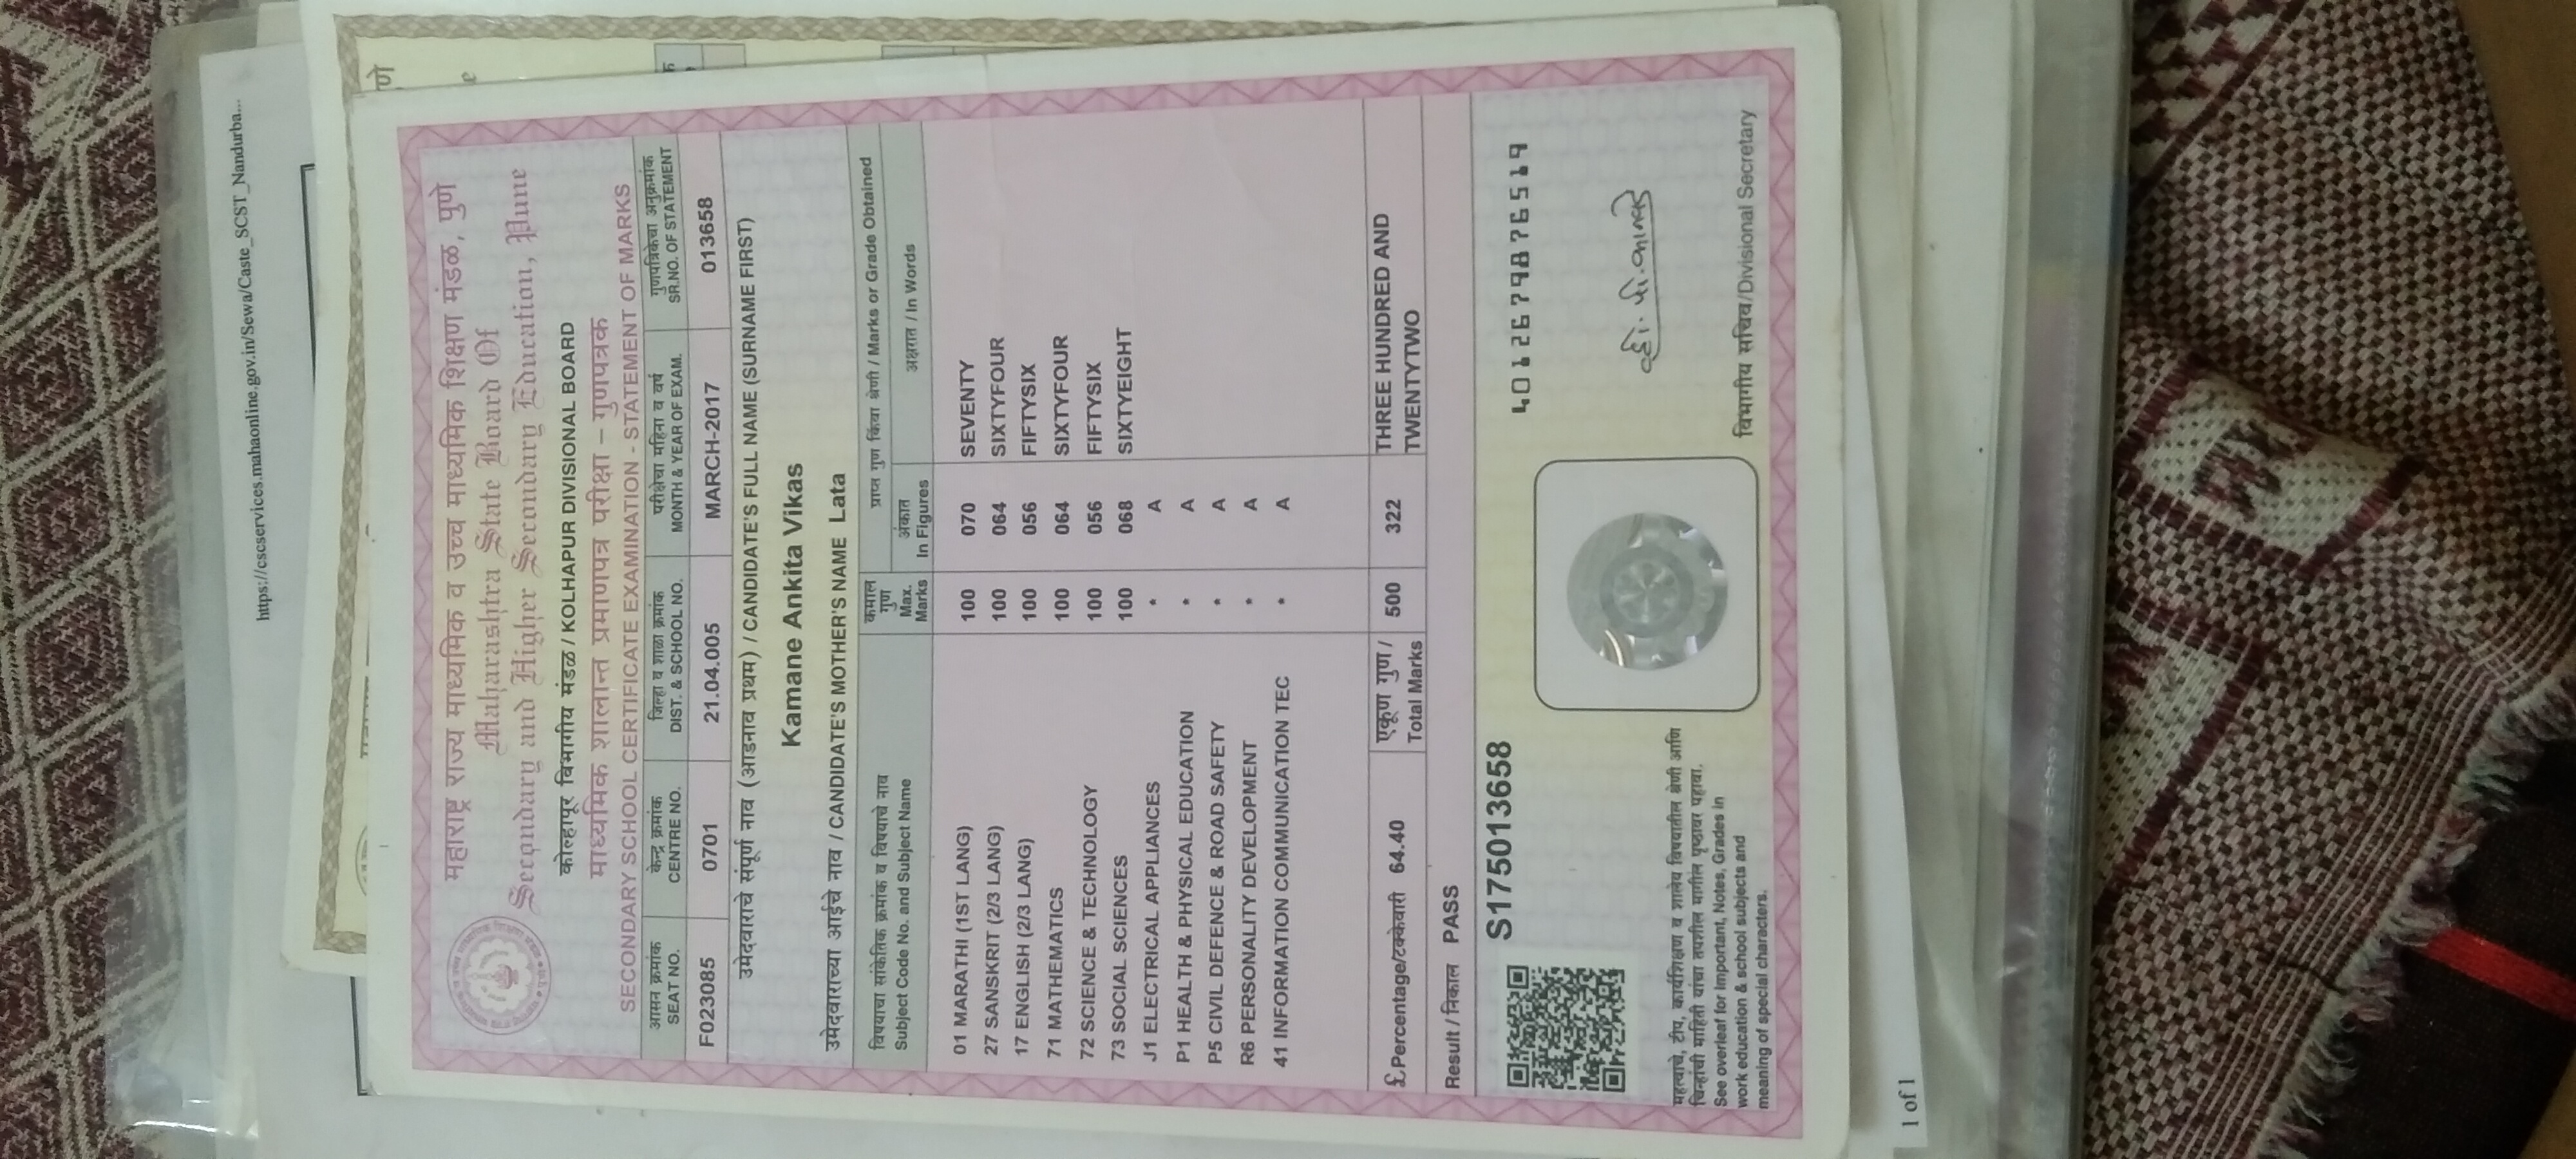 https://cscservices.mahaonline.gov.in/Sewa/Caste_SCST_Nandurba...
महाराष्ट्र राज्य माध्यमिक व उच्च माध्यमिक शिक्षण मंडळ, पुणे
Maharashtra State Board Of
Secondary and Higher Secondary Education, Pune
कोल्हापूर विभागीय मंडळ / KOLHAPUR DIVISIONAL BOARD
माध्यमिक शालान्त प्रमाणपत्र परीक्षा – गुणपत्रक
SECONDARY SCHOOL CERTIFICATE EXAMINATION - STATEMENT OF MARKS
आसन क्रमांक केन्द्र क्रमांक जिल्हा व शाळा क्रमांक परीक्षेचा महिना व वर्ष गुणपत्रिकेचा अनुक्रमांक
SEAT NO. CENTRE NO. DIST. & SCHOOL NO. MONTH & YEAR OF EXAM. SR.NO. OF STATEMENT
F023085 0701 21.04.005 MARCH-2017 013658
उमेदवाराचे संपूर्ण नाव (आडनाव प्रथम) / CANDIDATE'S FULL NAME (SURNAME FIRST)
Kamane Ankita Vikas
उमेदवाराच्या आईचे नाव / CANDIDATE'S MOTHER'S NAME Lata
विषयाचा सांकेतिक क्रमांक व विषयाचे नाव
Subject Code No. and Subject Name
कमाल
गुण
Max.
Marks
प्राप्त गुण किंवा श्रेणी / Marks or Grade Obtained
अंकात
In Figures
अक्षरात / In Words
01 MARATHI (1ST LANG) 100 070 SEVENTY
27 SANSKRIT (2/3 LANG) 100 064 SIXTYFOUR
17 ENGLISH (2/3 LANG) 100 056 FIFTYSIX
71 MATHEMATICS 100 064 SIXTYFOUR
72 SCIENCE & TECHNOLOGY 100 056 FIFTYSIX
73 SOCIAL SCIENCES 100 068 SIXTYEIGHT
J1 ELECTRICAL APPLIANCES * A
P1 HEALTH & PHYSICAL EDUCATION * A
P5 CIVIL DEFENCE & ROAD SAFETY * A
R6 PERSONALITY DEVELOPMENT * A
41 INFORMATION COMMUNICATION TEC * A
£ Percentage/टक्केवारी 64.40
एकूण गुण /
Total Marks
500 322
THREE HUNDRED AND
TWENTYTWO
Result / निकाल PASS
S175013658
4012679876519
महत्वाचे, टीप, कार्यशिक्षण व शालेय विषयातील श्रेणी आणि
चिन्हांची माहिती यांचा तपशील मागील पृष्ठावर पहावा.
See overleaf for Important, Notes, Grades in
work education & school subjects and
meaning of special characters.
विभागीय सचिव/Divisional Secretary
1 of 1